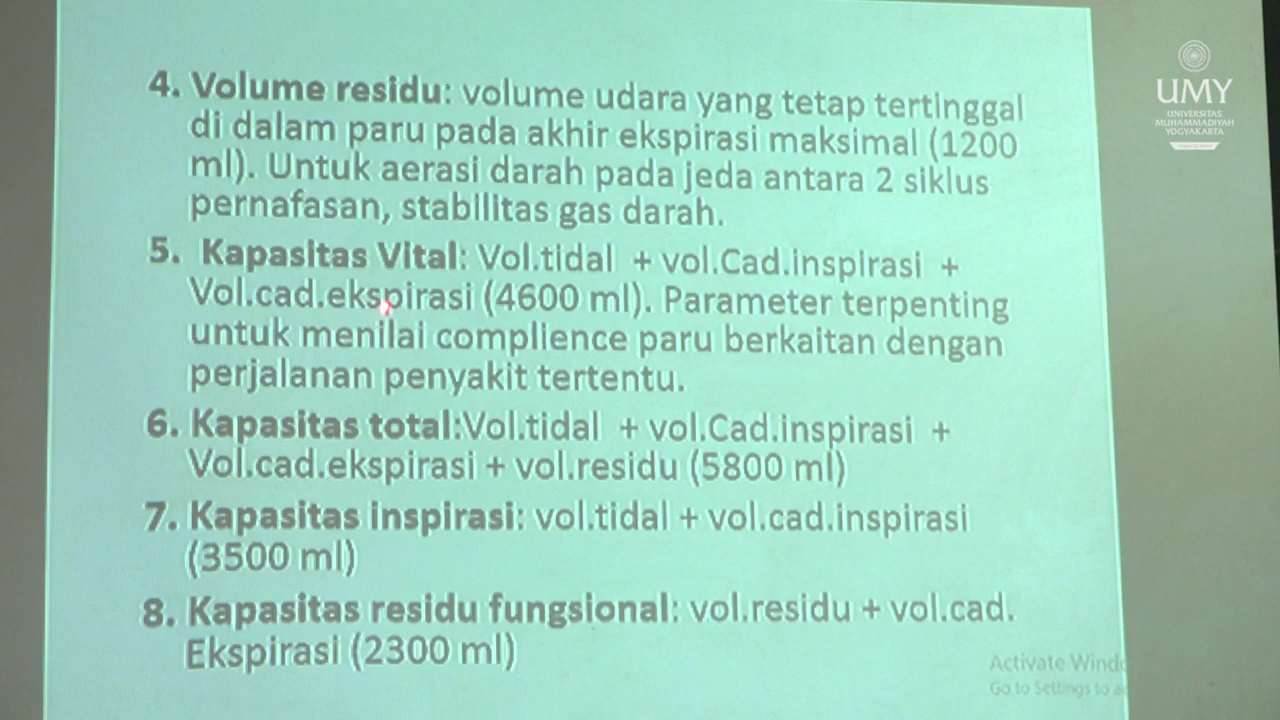 4. Volume residu: volume udara yang tetap tertinggal
di dalam paru pada akhir ekspirasi maksimal (1200
ml). Untuk aerasi darah pada jeda antara 2 siklus
pernafasan, stabilitas gas darah.
5. Kapasitas Vital: Vol.tidal + vol.Cad.inspirasi +
Vol.cad.ekspirasi (4600 ml). Parameter terpenting
untuk menilai complience paru berkaitan dengan
perjalanan penyakit tertentu.
6. Kapasitas total:Vol.tidal + vol.Cad.inspirasi +
Vol.cad.ekspirasi + vol.residu (5800 ml)
7. Kapasitas inspirasi: vol.tidal + vol.cad.inspirasi
(3500 ml)
8. Kapasitas residu fungsional: vol.residu + vol.cad.
Ekspirasi (2300 ml)
UMY
UNIVERSITAS
MUHAMMADIYAH
YOGYAKARTA
Activate Windo
Go to Settings to a